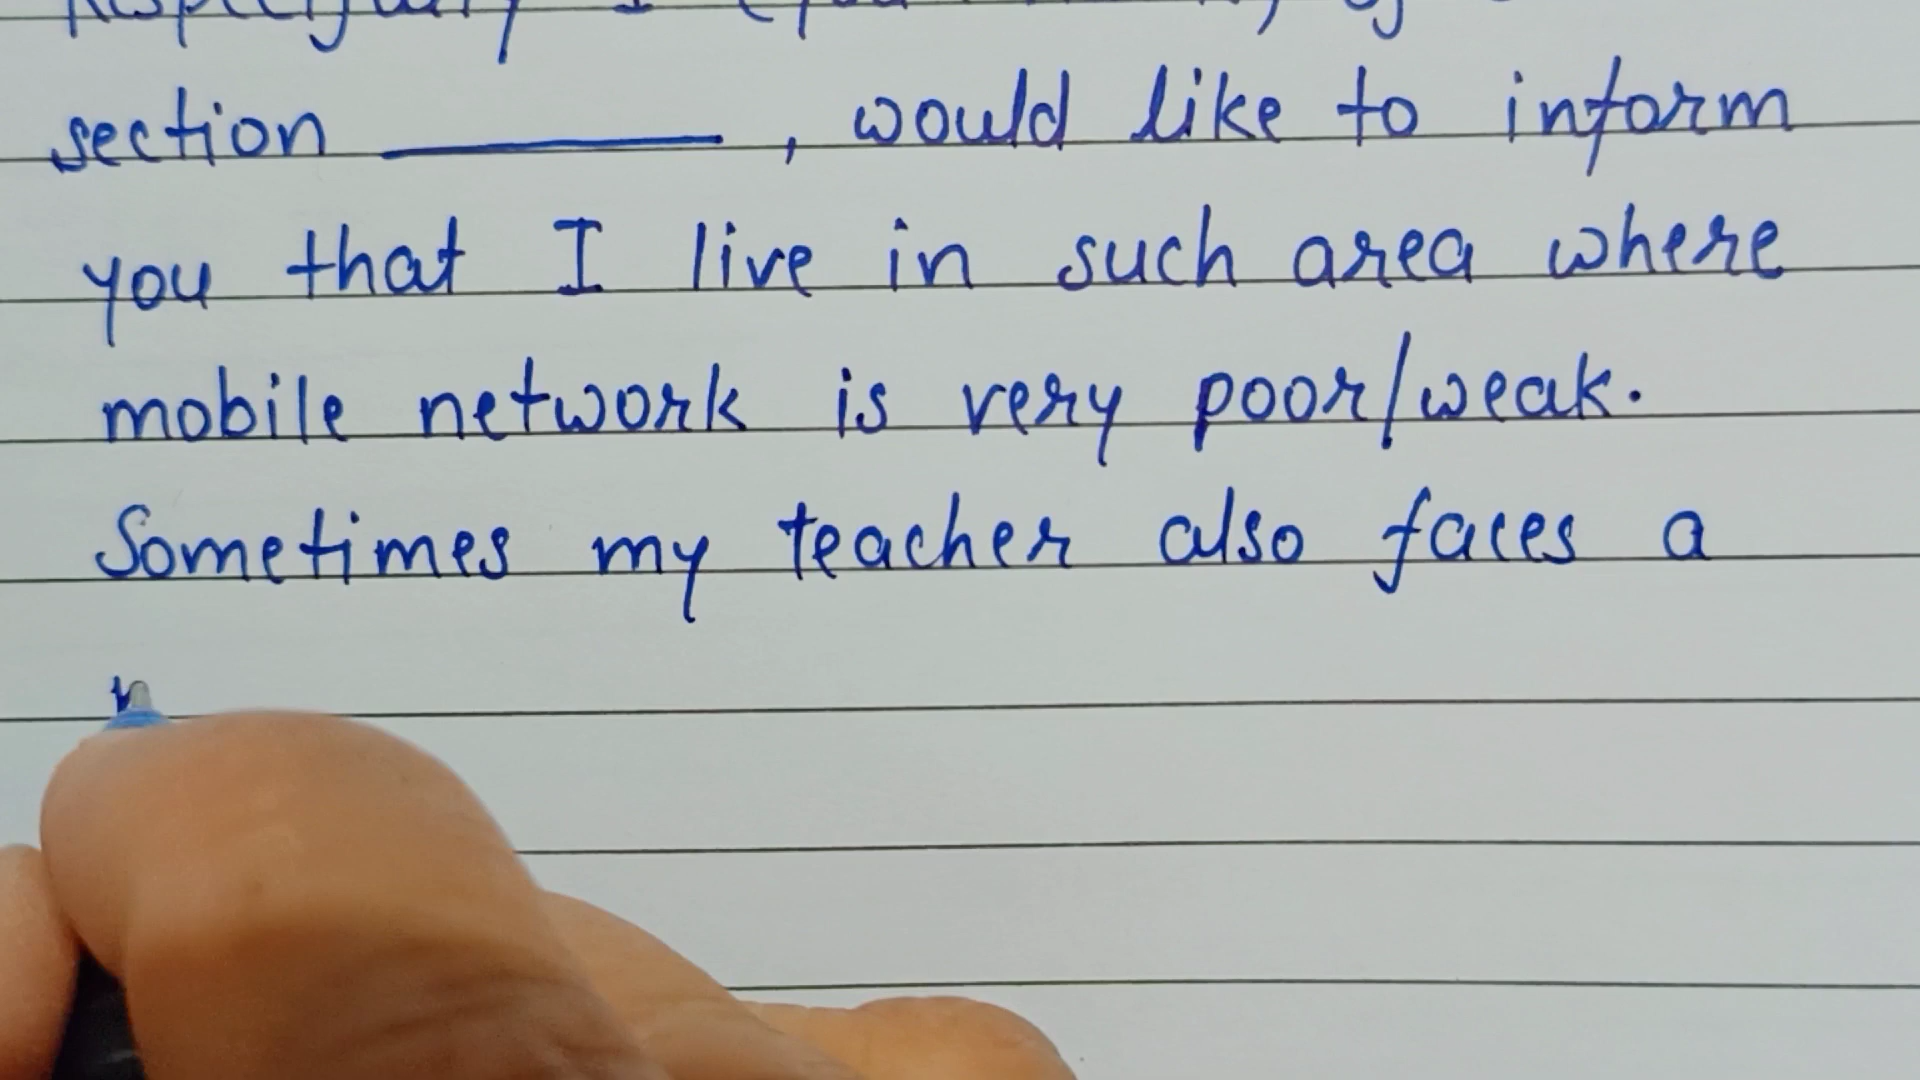 section ________, would like to inform
you that I live in such area where
mobile network is very poor/weak.
Sometimes my teacher also faces a